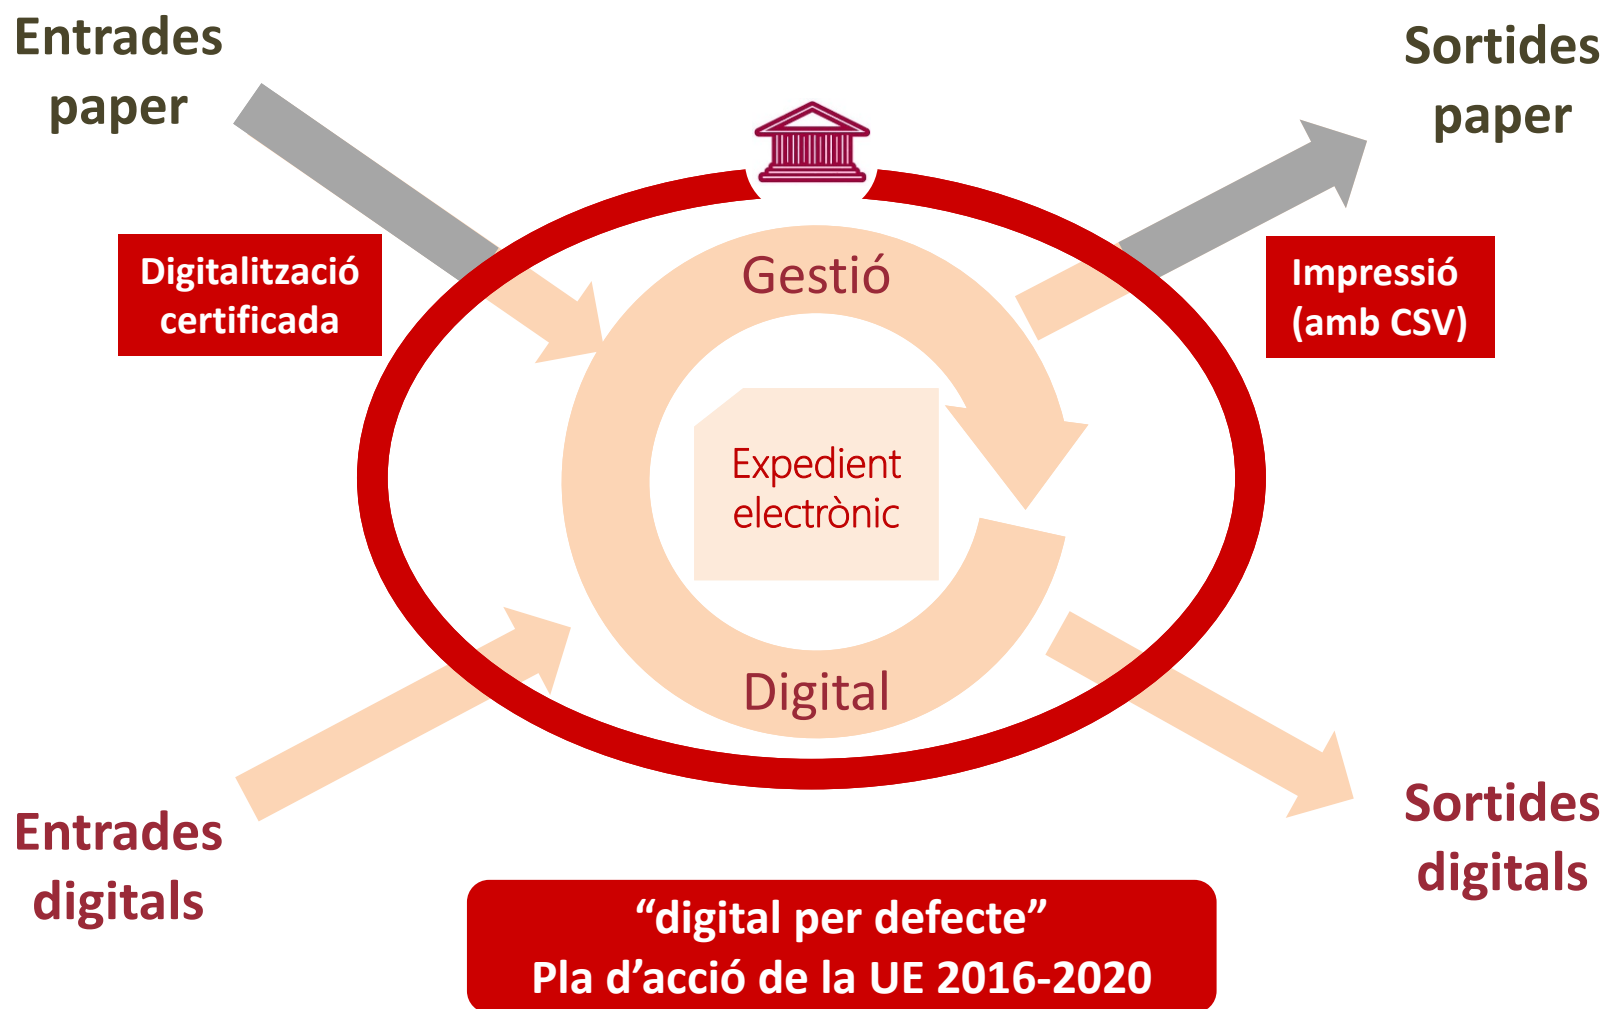 Entrades
paper
Sortides
paper
Digitalització
certificada
Gestió
Impressió
(amb CSV)
Expedient
electrònic
Digital
Entrades
digitals
Sortides
digitals
“digital per defecte”
Pla d’acció de la UE 2016-2020